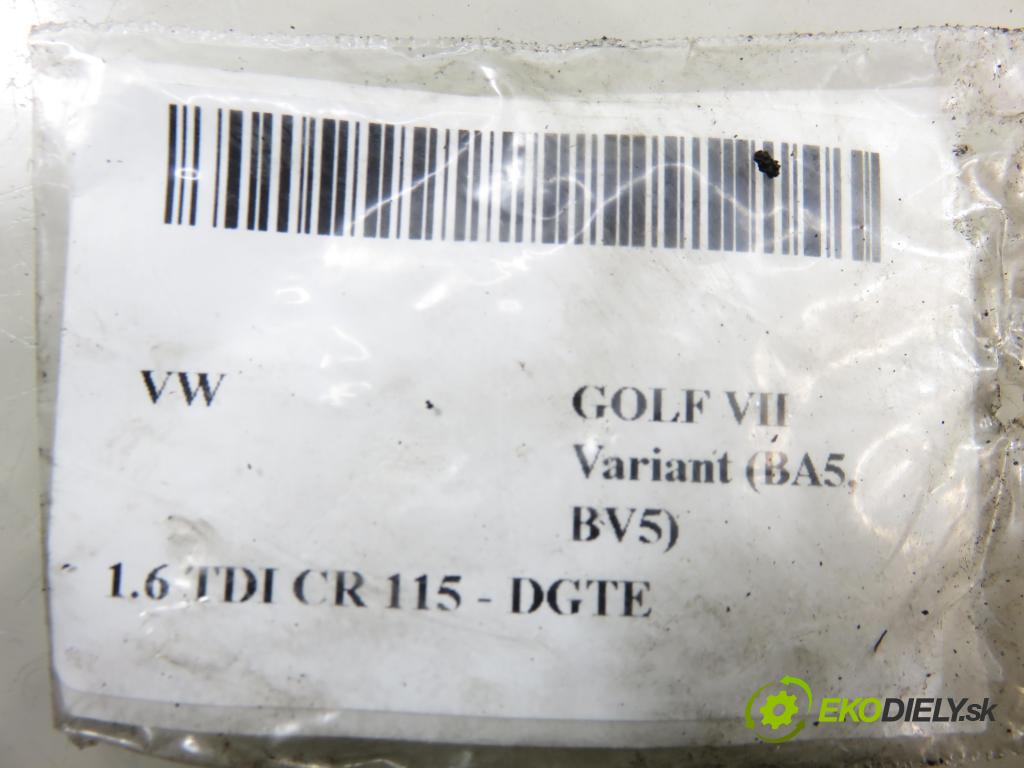 VW
GOLF VII
Variant (BA5,
BV5)
1.6 TDI CR 115 - DGTE
EKODIELY.sk